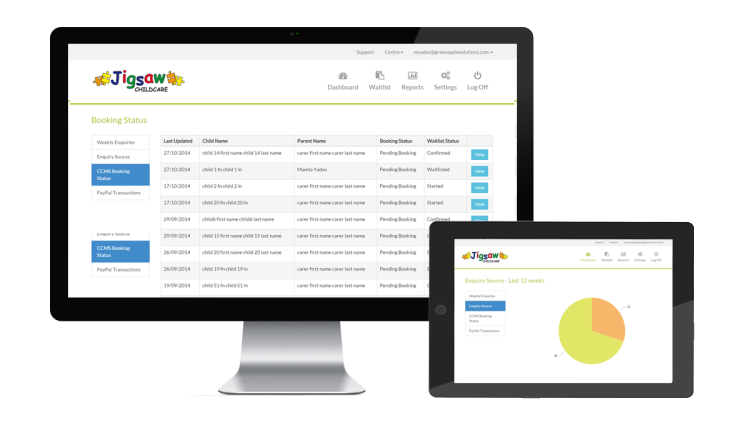 Support Centre myadav@greenapplesolutions.com
Jigsaw
CHILDCARE
Dashboard Waitlist Reports Settings Log Off
Booking Status
Weekly Enquiries
Enquiry Source
CCMS Booking
Status
PayPal Transactions
Enquiry Source
CCMS Booking
Status
PayPal Transactions
Last Updated Child Name Parent Name Booking Status Waitlist Status
27/10/2014 child 14 first name child 14 last name carer first name carer last name Pending Booking Confirmed View
27/10/2014 child 1 fn child 1 ln Mamta Yadav Pending Booking Waitlisted View
17/10/2014 child 2 fn child 2 ln carer first name carer last name Pending Booking Started View
17/10/2014 child 20 fn child 20 ln carer first name carer last name Pending Booking Started View
29/09/2014 child6 first name child6 last name carer first name carer last name Pending Booking Confirmed View
29/09/2014 child 15 first name child 15 last name carer first name carer last name Pending Booking
26/09/2014 child 20 first name child 20 last name carer first name carer last name Pending Booking
26/09/2014 child 19 fn child 19 ln carer first name carer last name Pending Booking
19/09/2014 child 51 fn child 51 ln carer first name carer last name Pending Booking
Support Centre
Jigsaw
CHILDCARE
Dashboard Waitlist Reports Settings Log Off
Enquiry Source - Last 12 weeks
Weekly Enquiries
Enquiry Source
CCMS Booking
Status
PayPal Transactions